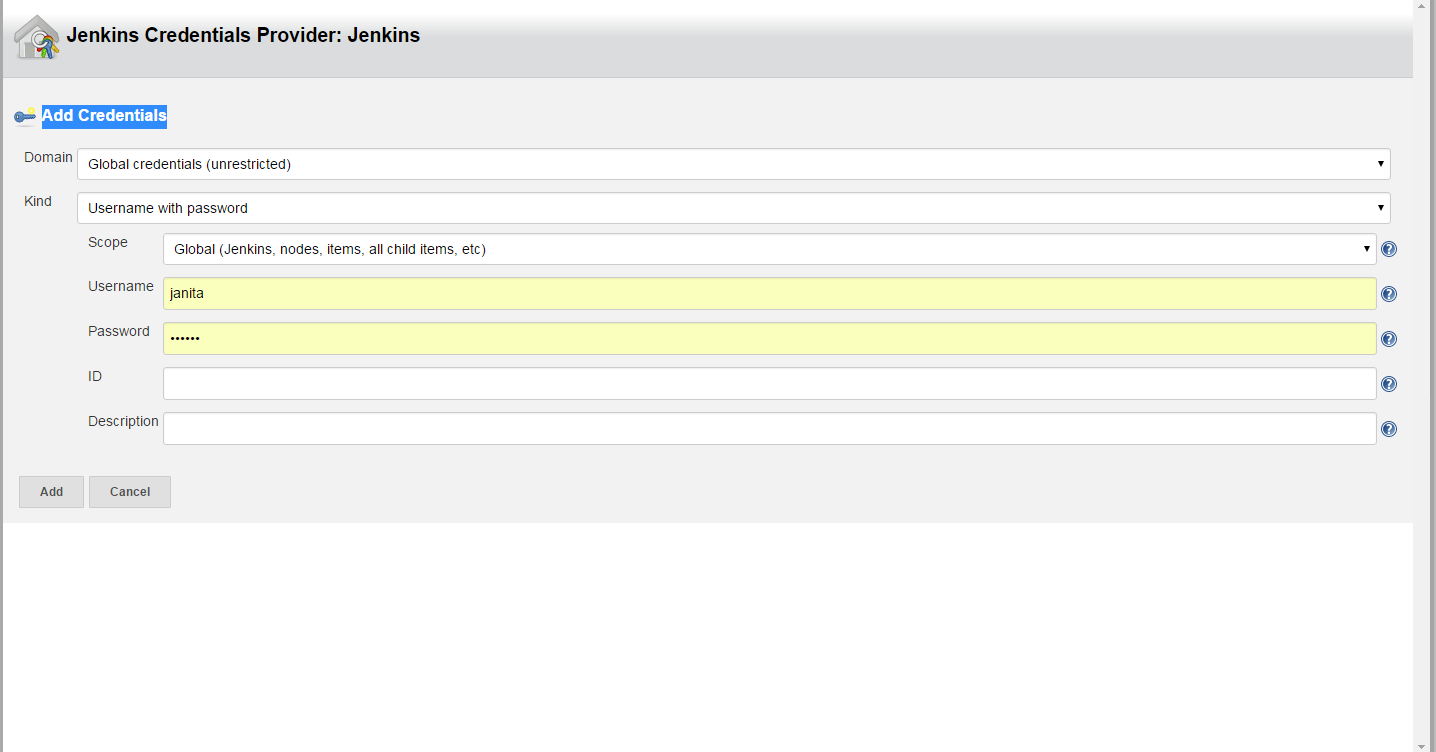 Jenkins Credentials Provider: Jenkins
Add Credentials
Domain Global credentials (unrestricted)
Kind Username with password
Scope Global (Jenkins, nodes, items, all child items, etc)
Username janita
Password ••••••
ID
Description
Add Cancel